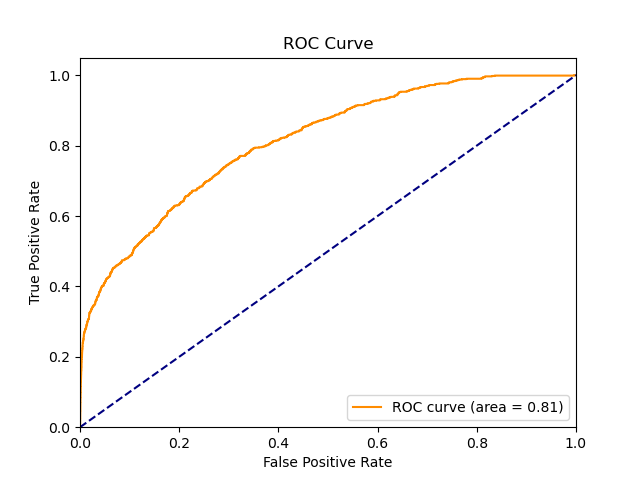 ROC Curve
True Positive Rate
1.0
0.8
0.6
0.4
0.2
0.0
0.0 0.2 0.4 0.6 0.8 1.0
False Positive Rate
ROC curve (area = 0.81)